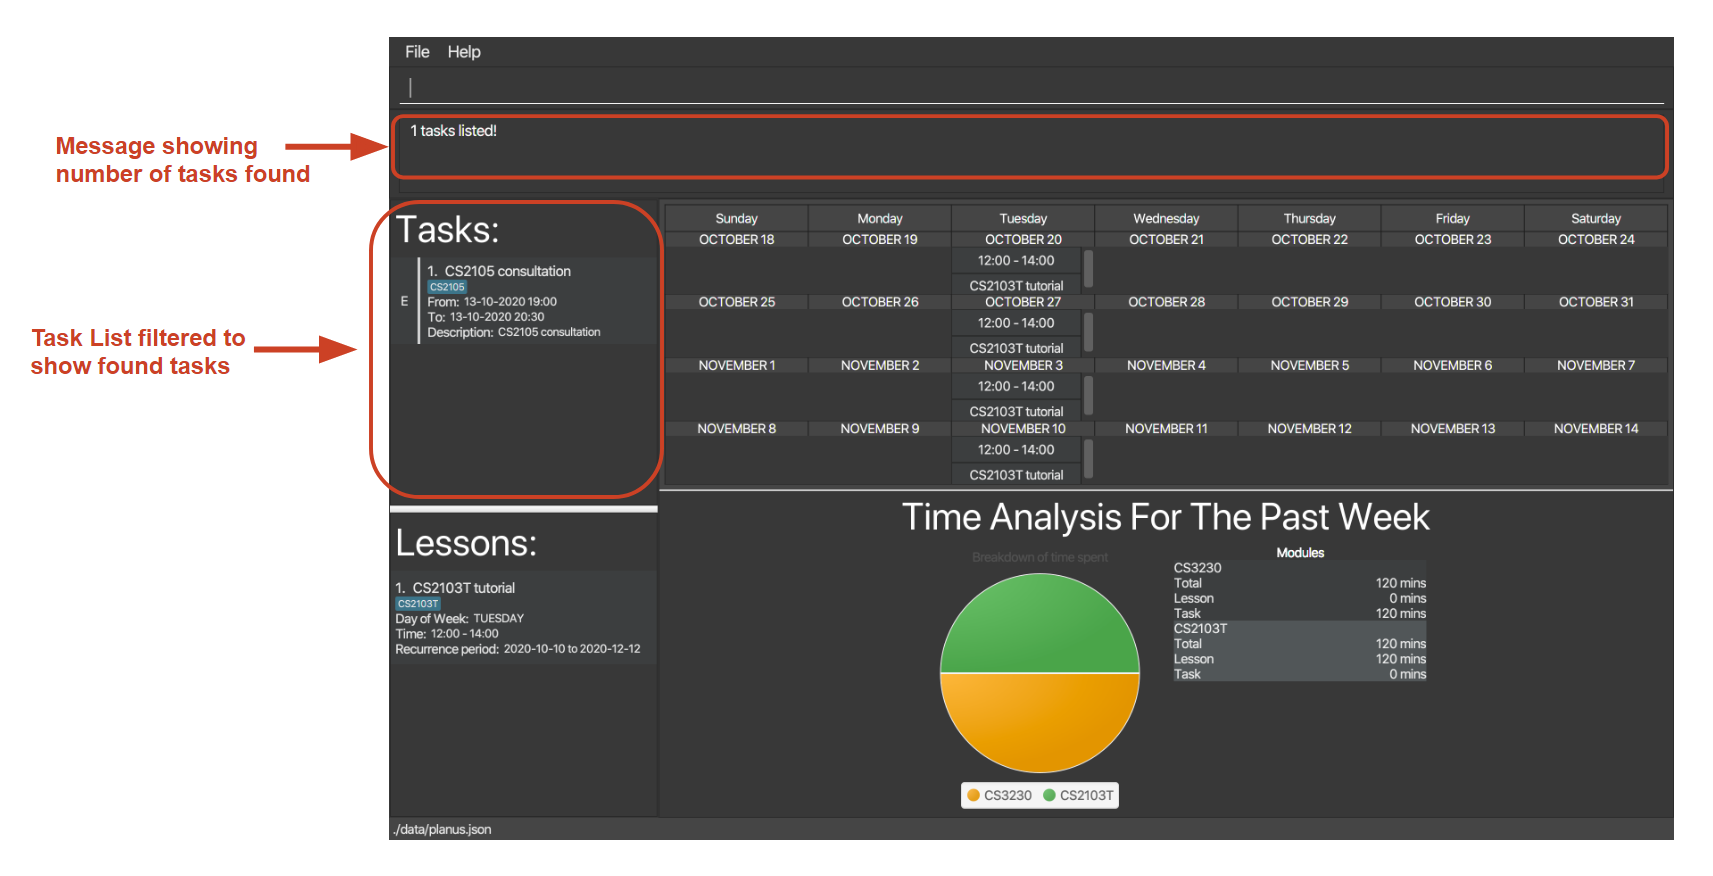 File Help
1 tasks listed!
Message showing
number of tasks found
Tasks:
E
1. CS2105 consultation
CS2105
From: 13-10-2020 19:00
To: 13-10-2020 20:30
Description: CS2105 consultation
Task List filtered to
show found tasks
Sunday Monday Tuesday Wednesday Thursday Friday Saturday
OCTOBER 18 OCTOBER 19 OCTOBER 20 OCTOBER 21 OCTOBER 22 OCTOBER 23 OCTOBER 24
12:00 - 14:00
CS2103T tutorial
OCTOBER 25 OCTOBER 26 OCTOBER 27 OCTOBER 28 OCTOBER 29 OCTOBER 30 OCTOBER 31
12:00 - 14:00
CS2103T tutorial
NOVEMBER 1 NOVEMBER 2 NOVEMBER 3 NOVEMBER 4 NOVEMBER 5 NOVEMBER 6 NOVEMBER 7
12:00 - 14:00
CS2103T tutorial
NOVEMBER 8 NOVEMBER 9 NOVEMBER 10 NOVEMBER 11 NOVEMBER 12 NOVEMBER 13 NOVEMBER 14
12:00 - 14:00
CS2103T tutorial
Lessons:
1. CS2103T tutorial
CS2103T
Day of Week: TUESDAY
Time: 12:00 - 14:00
Recurrence period: 2020-10-10 to 2020-12-12
Time Analysis For The Past Week
Breakdown of time spent
Modules
CS3230
Total 120 mins
Lesson 0 mins
Task 120 mins
CS2103T
Total 120 mins
Lesson 120 mins
Task 0 mins
CS3230 CS2103T
./data/planus.json